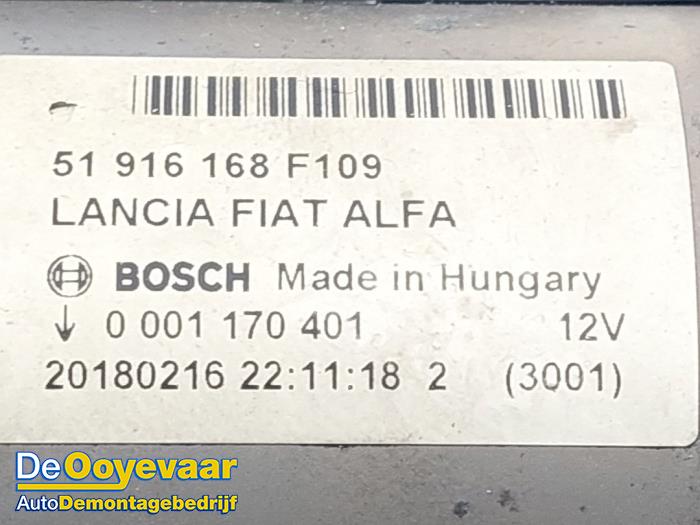 51 916 168 F109
LANCIA FIAT ALFA
BOSCH Made in Hungary
↓ 0 001 170 401 12V
20180216 22:11:18 2 (3001)
De Ooyevaar
AutoDemontagebedrijf